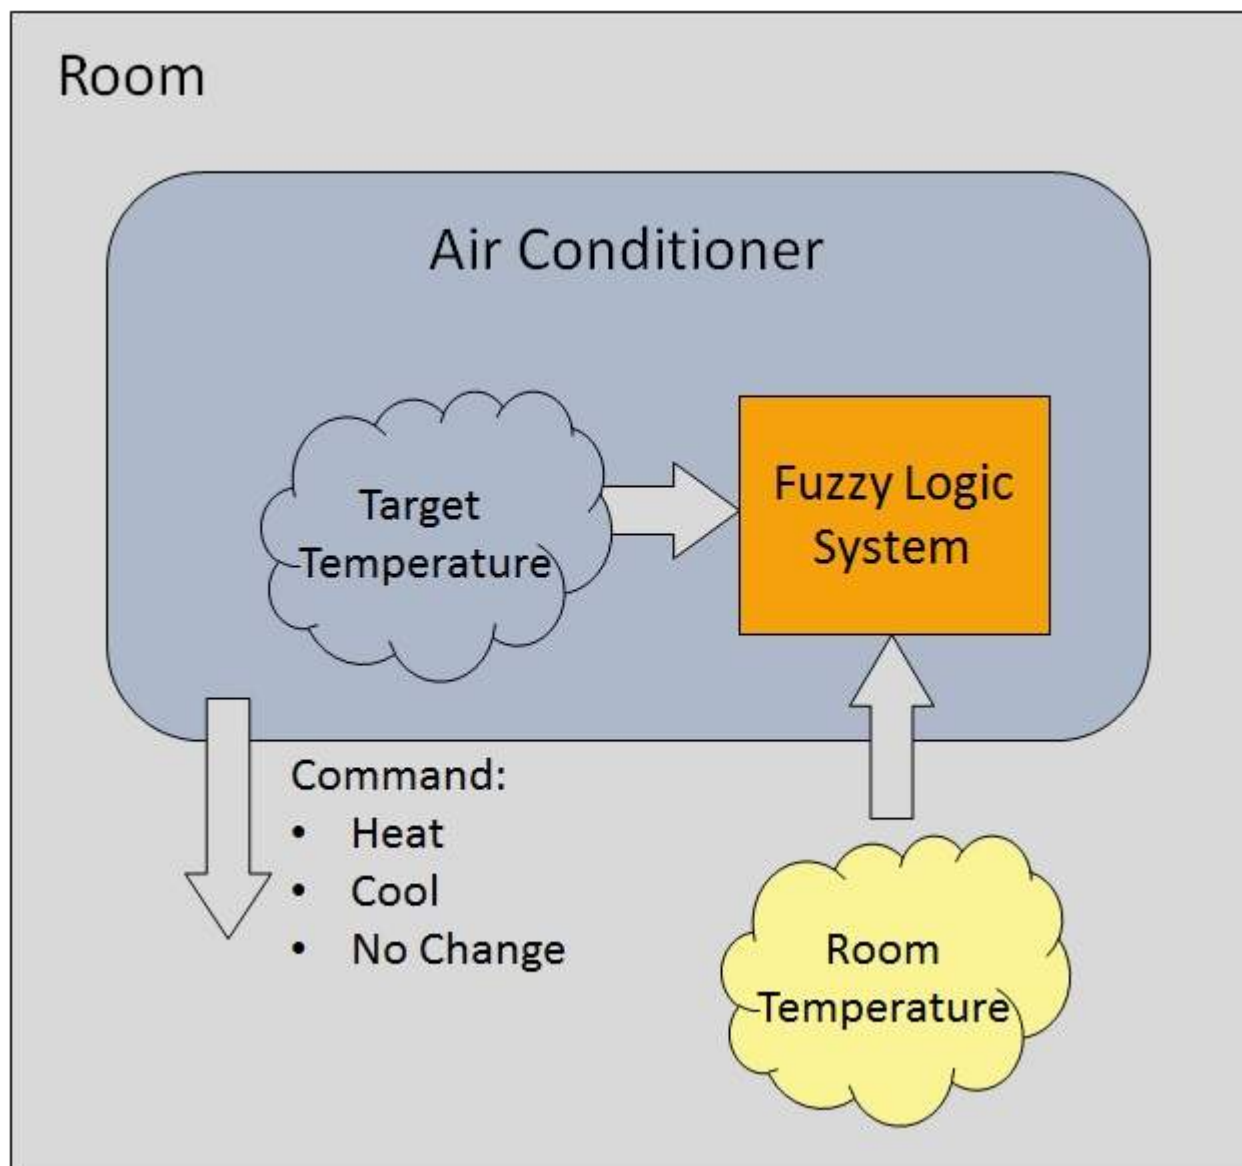 Room
Air Conditioner
Target
Temperature
Fuzzy Logic
System
Command:
• Heat
• Cool
• No Change
Room
Temperature